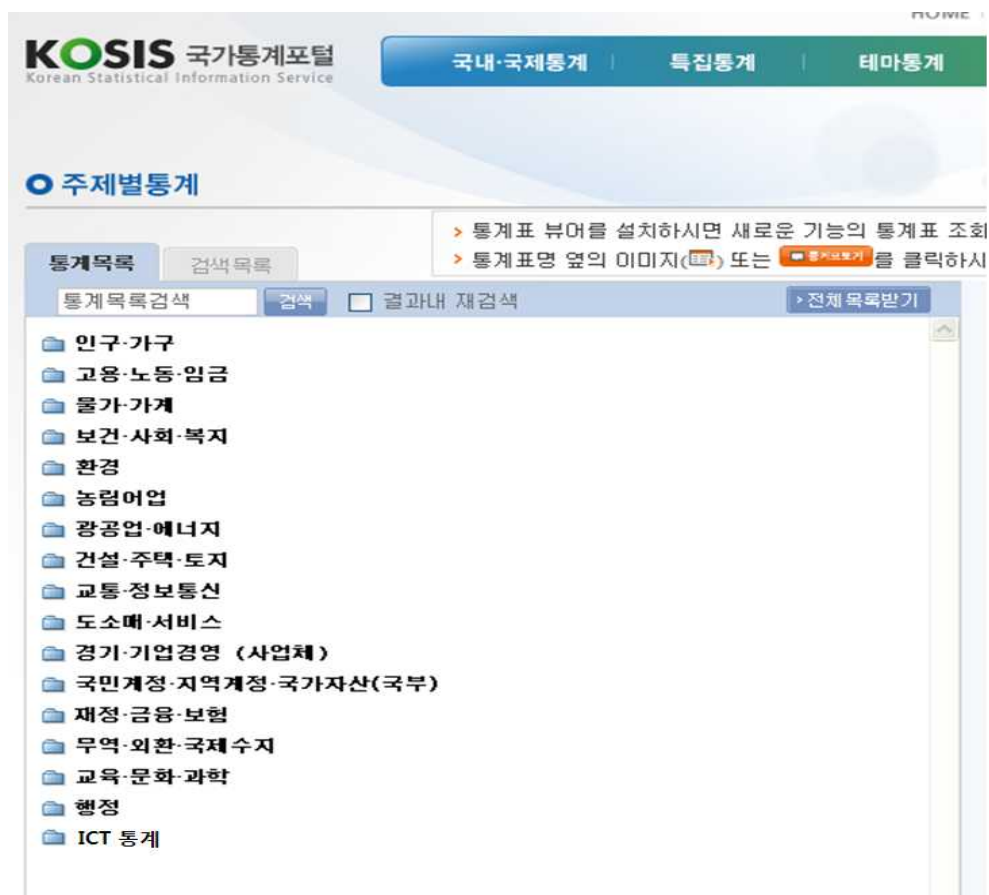 HOME
KOSIS 국가통계포털
Korean Statistical Information Service
국내·국제통계
특집통계
테마통계
주제별통계
> 통계표 뷰어를 설치하시면 새로운 기능의 통계표 조회
> 통계표명 옆의 이미지( ) 또는 통계표보기 를 클릭하시
통계목록
검색목록
통계목록검색
검색
결과내 재검색
전체목록받기
인구·가구
고용·노동·임금
물가·가계
보건·사회·복지
환경
농림어업
광공업·에너지
건설·주택·토지
교통·정보통신
도소매·서비스
경기·기업경영 (사업체)
국민계정·지역계정·국가자산(국부)
재정·금융·보험
무역·외환·국제수지
교육·문화·과학
행정
ICT 통계